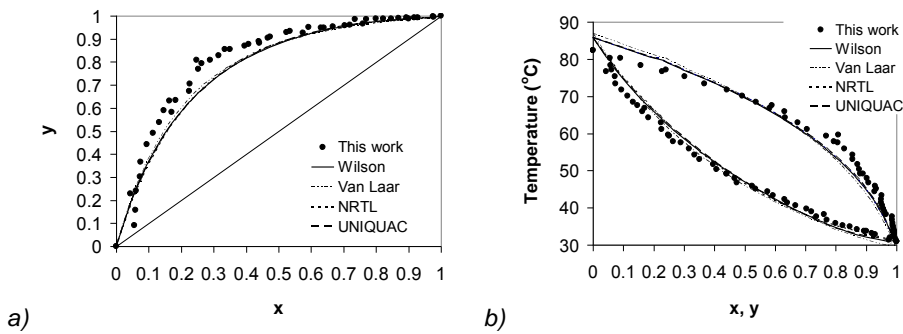 1
0.9
0.8
0.7
0.6
0.5
0.4
0.3
0.2
0.1
0
y
This work
Wilson
Van Laar
NRTL
UNIQUAC
0 0.1 0.2 0.3 0.4 0.5 0.6 0.7 0.8 0.9 1
x
a)
90
80
70
60
50
40
30
Temperature (°C)
This work
Wilson
Van Laar
NRTL
UNIQUAC
0 0.1 0.2 0.3 0.4 0.5 0.6 0.7 0.8 0.9 1
x, y
b)